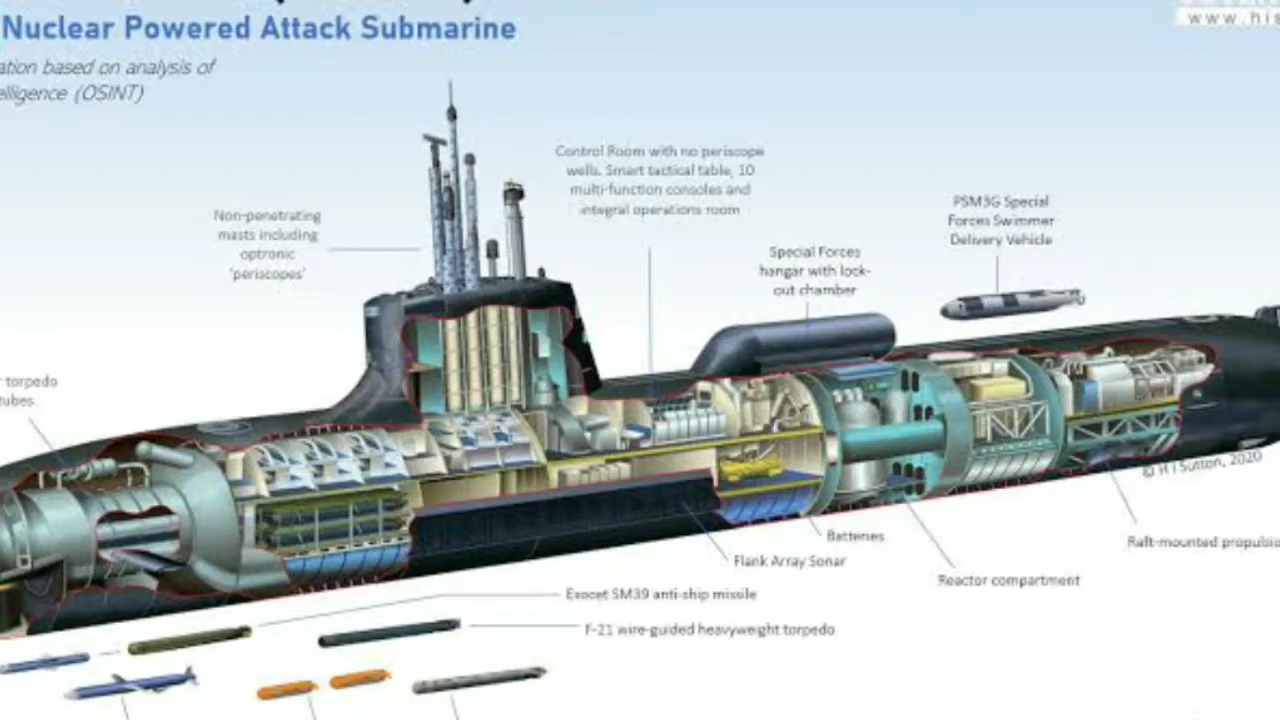 www.his
Nuclear Powered Attack Submarine
ation based on analysis of
elligence (OSINT)
Control Room with no periscope
wells. Smart tactical table, 10
multi-function consoles and
integral operations room
Non-penetrating
masts including
optronic
'periscopes'
PSM3G Special
Forces Swimmer
Delivery Vehicle
Special Forces
hangar with lock-
out chamber
r torpedo
tubes
© H I Sutton, 2020
Batteries
Flank Array Sonar
Raft-mounted propulsio
Reactor compartment
Exocet SM39 anti-ship missile
F-21 wire-guided heavyweight torpedo